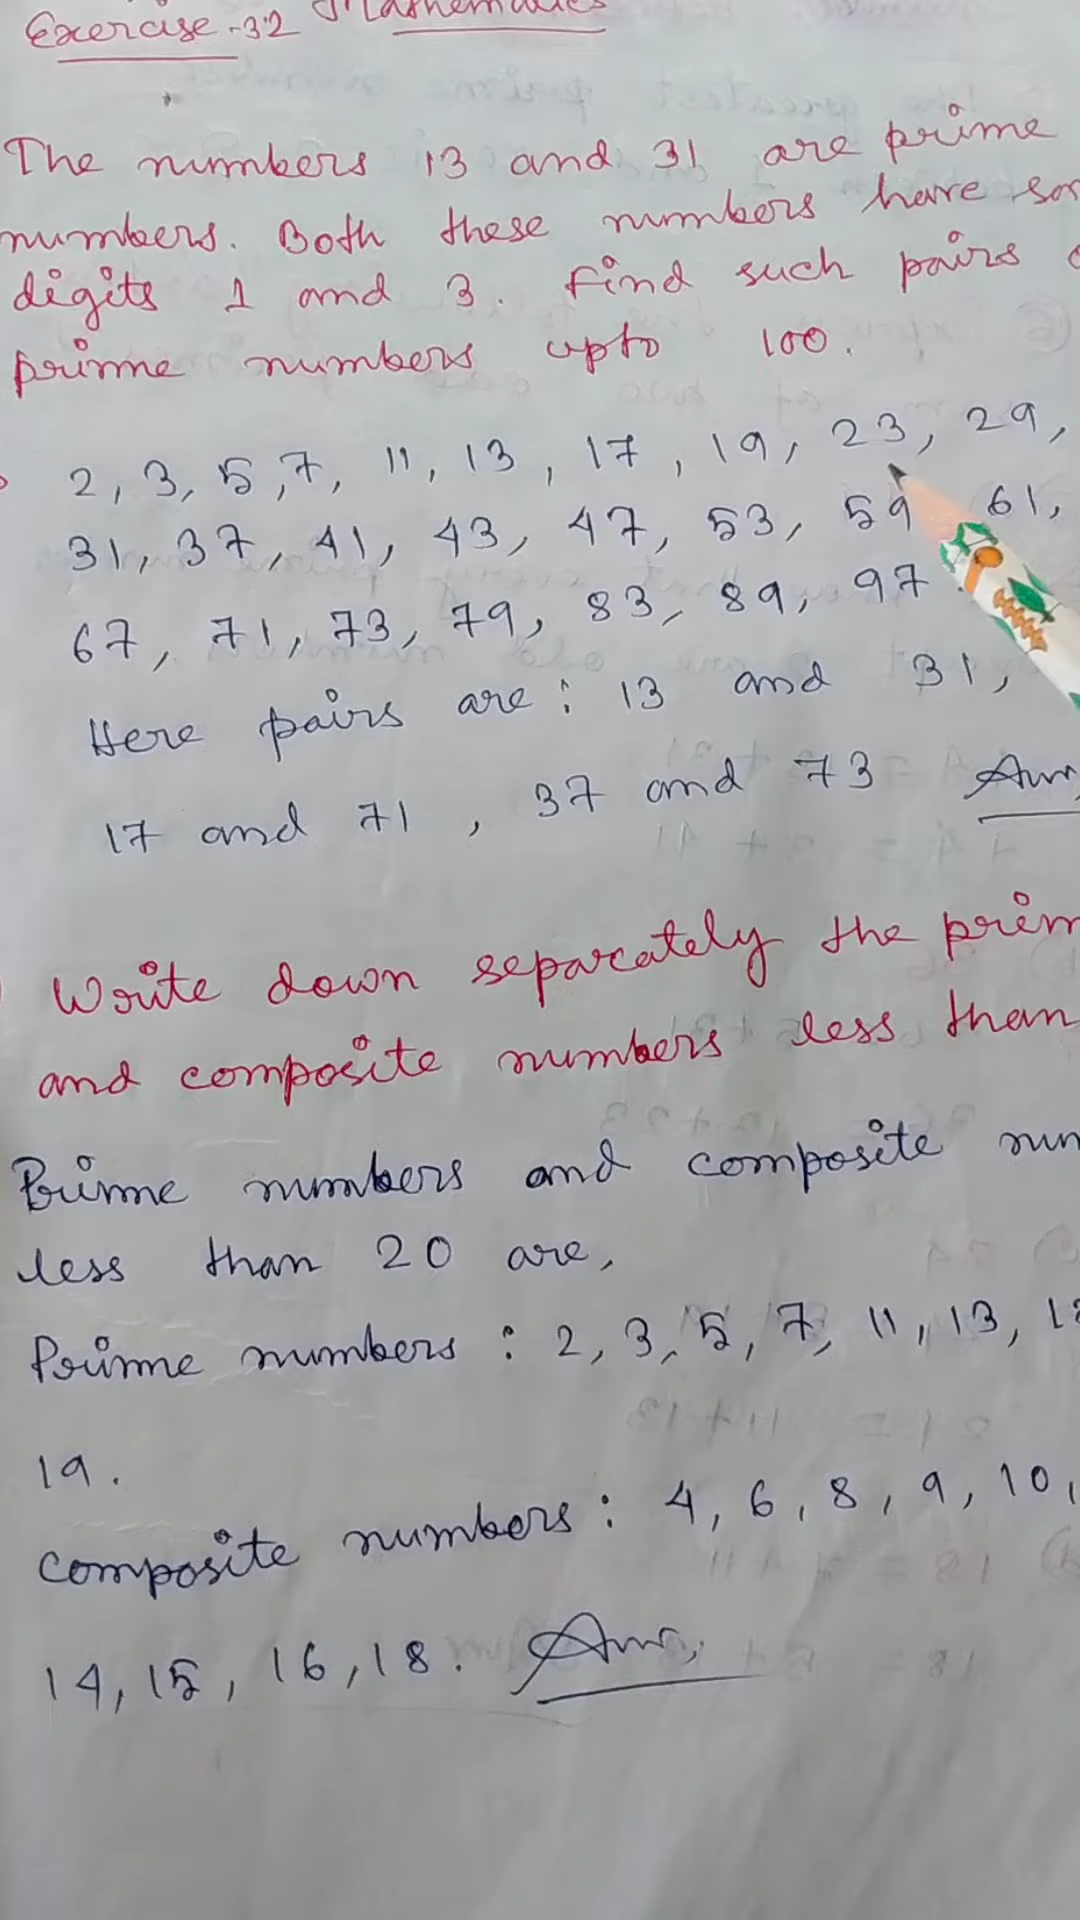 Exercise-32 Mathematics
The numbers 13 and 31 are prime
numbers. Both these numbers have
digits 1 and 3. Find such pairs
prime numbers upto 100.
2, 3, 5, 7, 11, 13, 17, 19, 23, 29,
31, 37, 41, 43, 47, 53, 59 61,
67, 71, 73, 79, 83, 89, 97
Here pairs are: 13 and 31,
17 and 71, 37 and 73 Ans,
Write down separately the
and composite numbers less than
Prime numbers and composite
less than 20 are,
Prime numbers: 2, 3, 5, 7, 11, 13,
19.
composite numbers: 4, 6, 8, 9, 10,
14, 15, 16, 18. Ans,